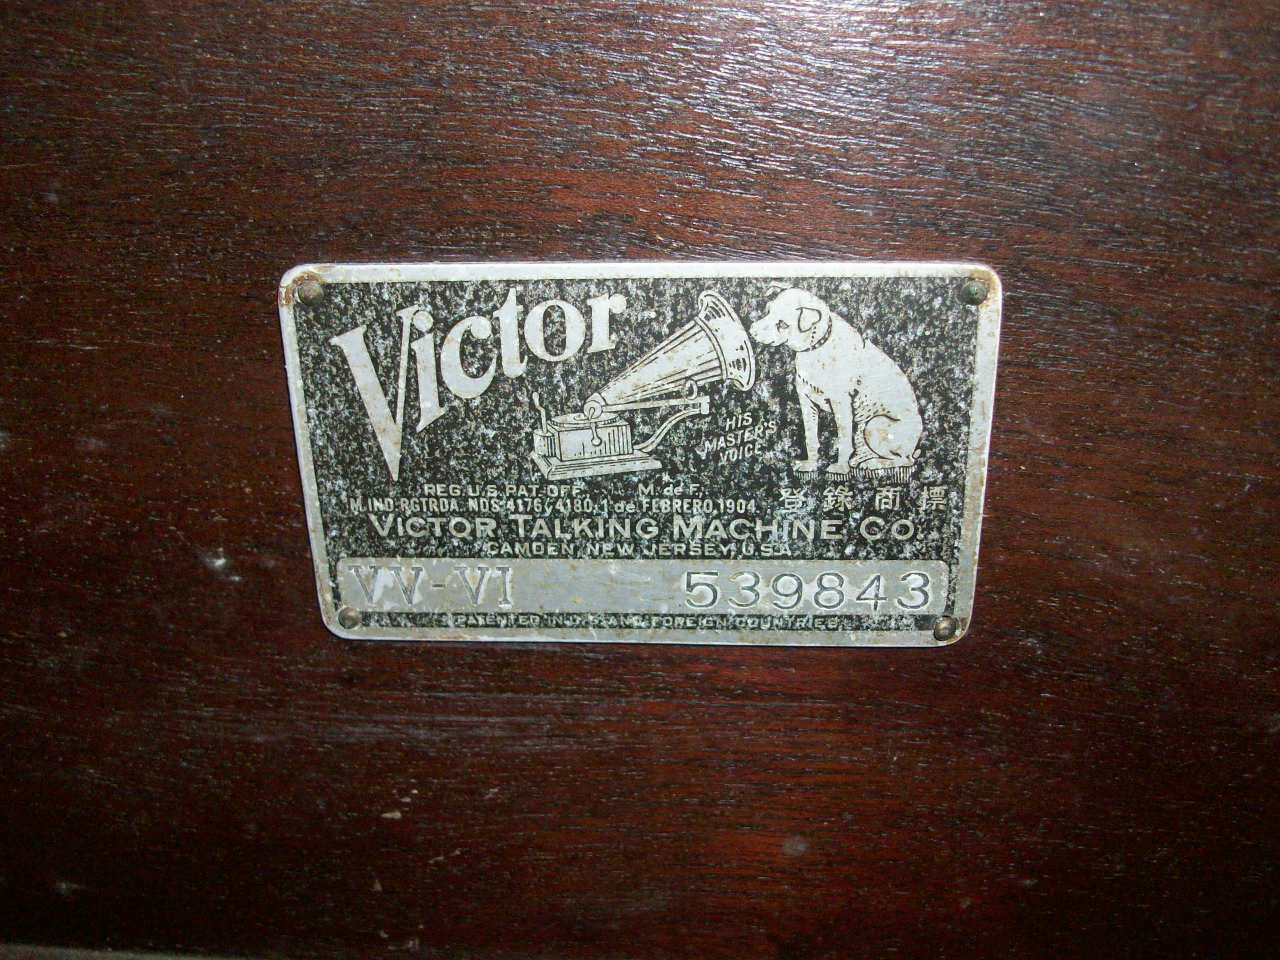 Victor
HIS
MASTER'S
VOICE
REG. U.S. PAT. OFF. M. de F.
M. IND. RGTRDA. NOS 4176, 4180, 1 de FEBRERO, 1904. 登錄商標
VICTOR TALKING MACHINE CO.
CAMDEN, NEW JERSEY, U.S.A.
VV-VI 539843
PATENTED IN U.S. AND FOREIGN COUNTRIES